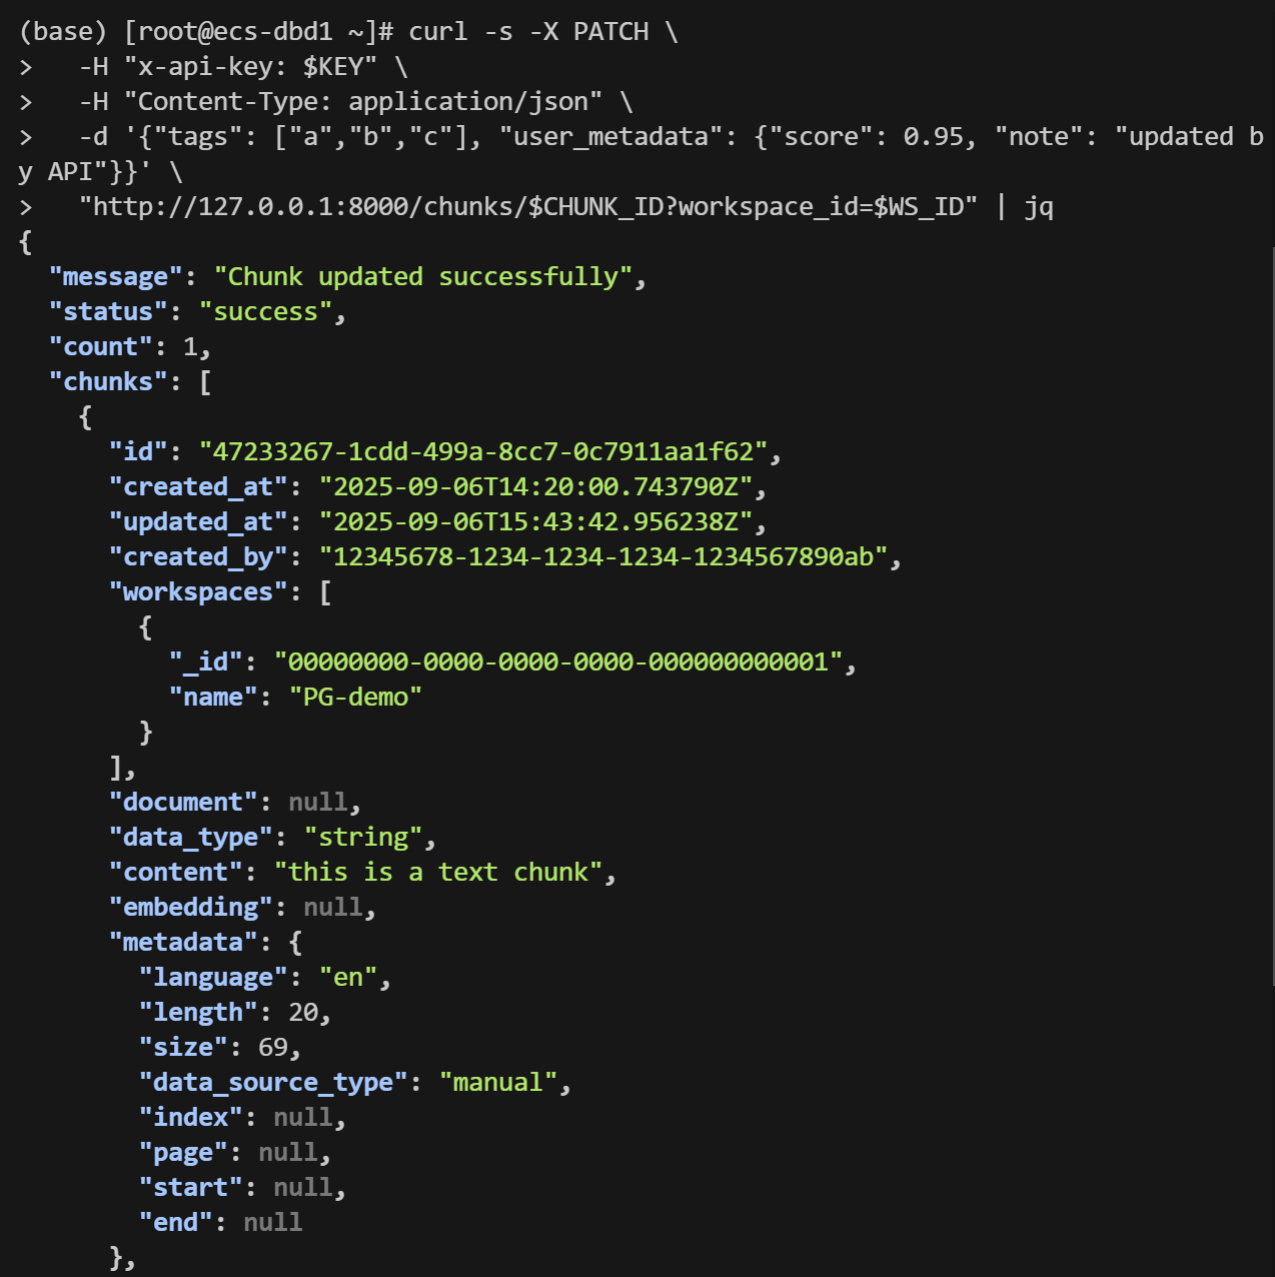 (base) [root@ecs-dbd1 ~]# curl -s -X PATCH \
>   -H "x-api-key: $KEY" \
>   -H "Content-Type: application/json" \
>   -d '{"tags": ["a","b","c"], "user_metadata": {"score": 0.95, "note": "updated b
y API"}}' \
>   "http://127.0.0.1:8000/chunks/$CHUNK_ID?workspace_id=$WS_ID" | jq
{
  "message": "Chunk updated successfully",
  "status": "success",
  "count": 1,
  "chunks": [
    {
      "id": "47233267-1cdd-499a-8cc7-0c7911aa1f62",
      "created_at": "2025-09-06T14:20:00.743790Z",
      "updated_at": "2025-09-06T15:43:42.956238Z",
      "created_by": "12345678-1234-1234-1234-1234567890ab",
      "workspaces": [
        {
          "_id": "00000000-0000-0000-0000-000000000001",
          "name": "PG-demo"
        }
      ],
      "document": null,
      "data_type": "string",
      "content": "this is a text chunk",
      "embedding": null,
      "metadata": {
        "language": "en",
        "length": 20,
        "size": 69,
        "data_source_type": "manual",
        "index": null,
        "page": null,
        "start": null,
        "end": null
      },